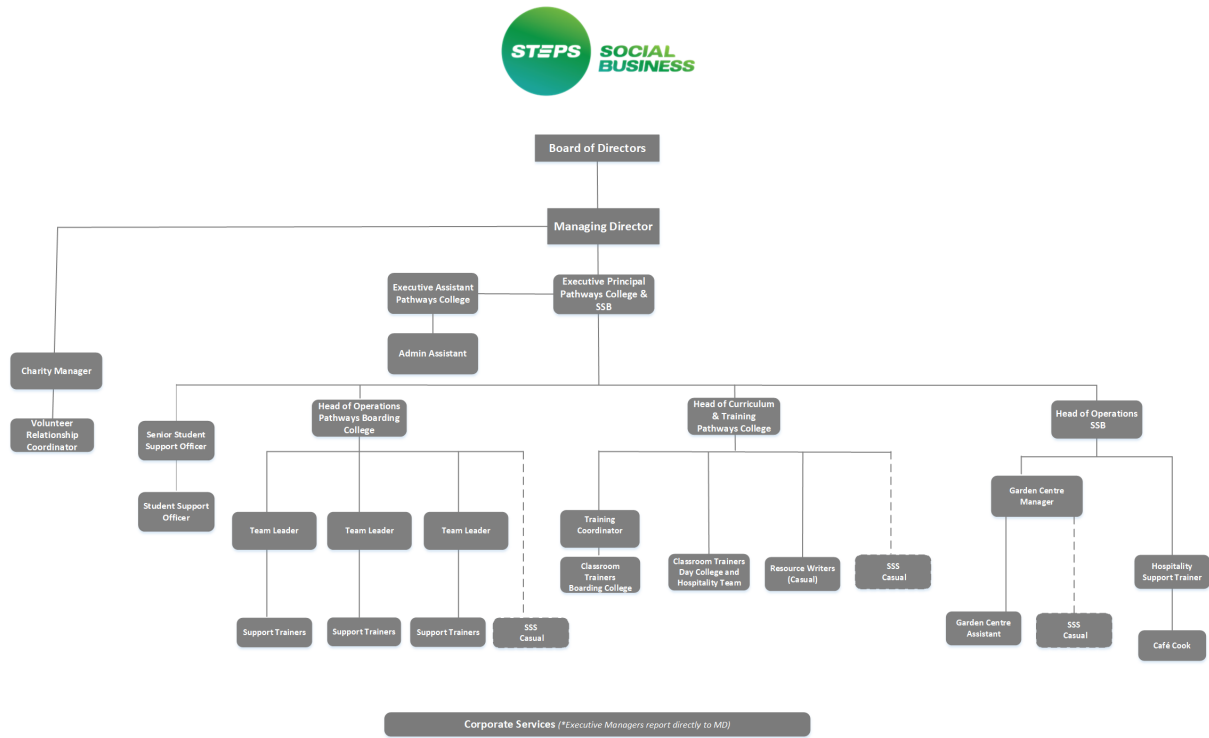 STEPS
SOCIAL
BUSINESS
Board of Directors
Managing Director
Executive Assistant
Pathways College
Executive Principal
Pathways College &
SSB
Admin Assistant
Charity Manager
Volunteer
Relationship
Coordinator
Senior Student
Support Officer
Student Support
Officer
Head of Operations
Pathways Boarding
College
Head of Curriculum
& Training
Pathways College
Head of Operations
SSB
Team Leader
Team Leader
Team Leader
Support Trainers
Support Trainers
Support Trainers
SSS
Casual
Training
Coordinator
Classroom
Trainers
Boarding College
Classroom Trainers
Day College and
Hospitality Team
Resource Writers
(Casual)
SSS
Casual
Garden Centre
Manager
Garden Centre
Assistant
SSS
Casual
Hospitality
Support Trainer
Café Cook
Corporate Services (*Executive Managers report directly to MD)